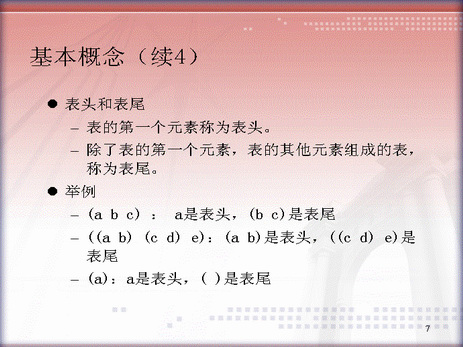 基本概念（续4）
● 表头和表尾
– 表的第一个元素称为表头。
– 除了表的第一个元素，表的其他元素组成的表，
称为表尾。
● 举例
– (a b c) ： a是表头，(b c)是表尾
– ((a b) (c d) e)：(a b)是表头，((c d) e)是
表尾
– (a)：a是表头，( )是表尾
7